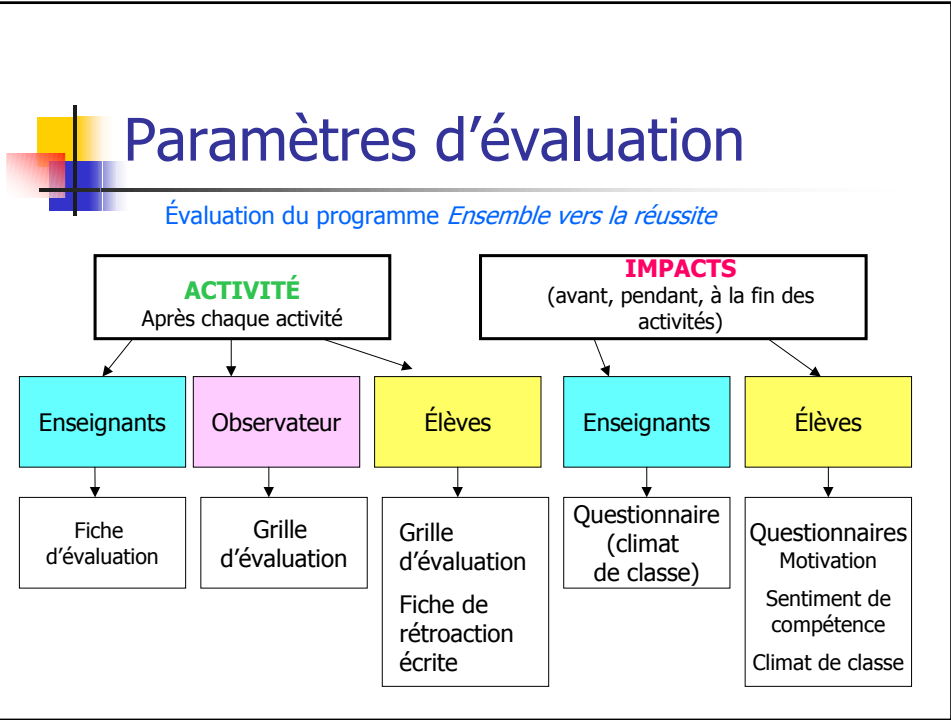 Paramètres d’évaluation
Évaluation du programme Ensemble vers la réussite
ACTIVITÉ
Après chaque activité
IMPACTS
(avant, pendant, à la fin des
activités)
Enseignants
Observateur
Élèves
Enseignants
Élèves
Fiche
d’évaluation
Grille
d’évaluation
Grille
d’évaluation
Fiche de
rétroaction
écrite
Questionnaire
(climat
de classe)
Questionnaires
Motivation
Sentiment de
compétence
Climat de classe